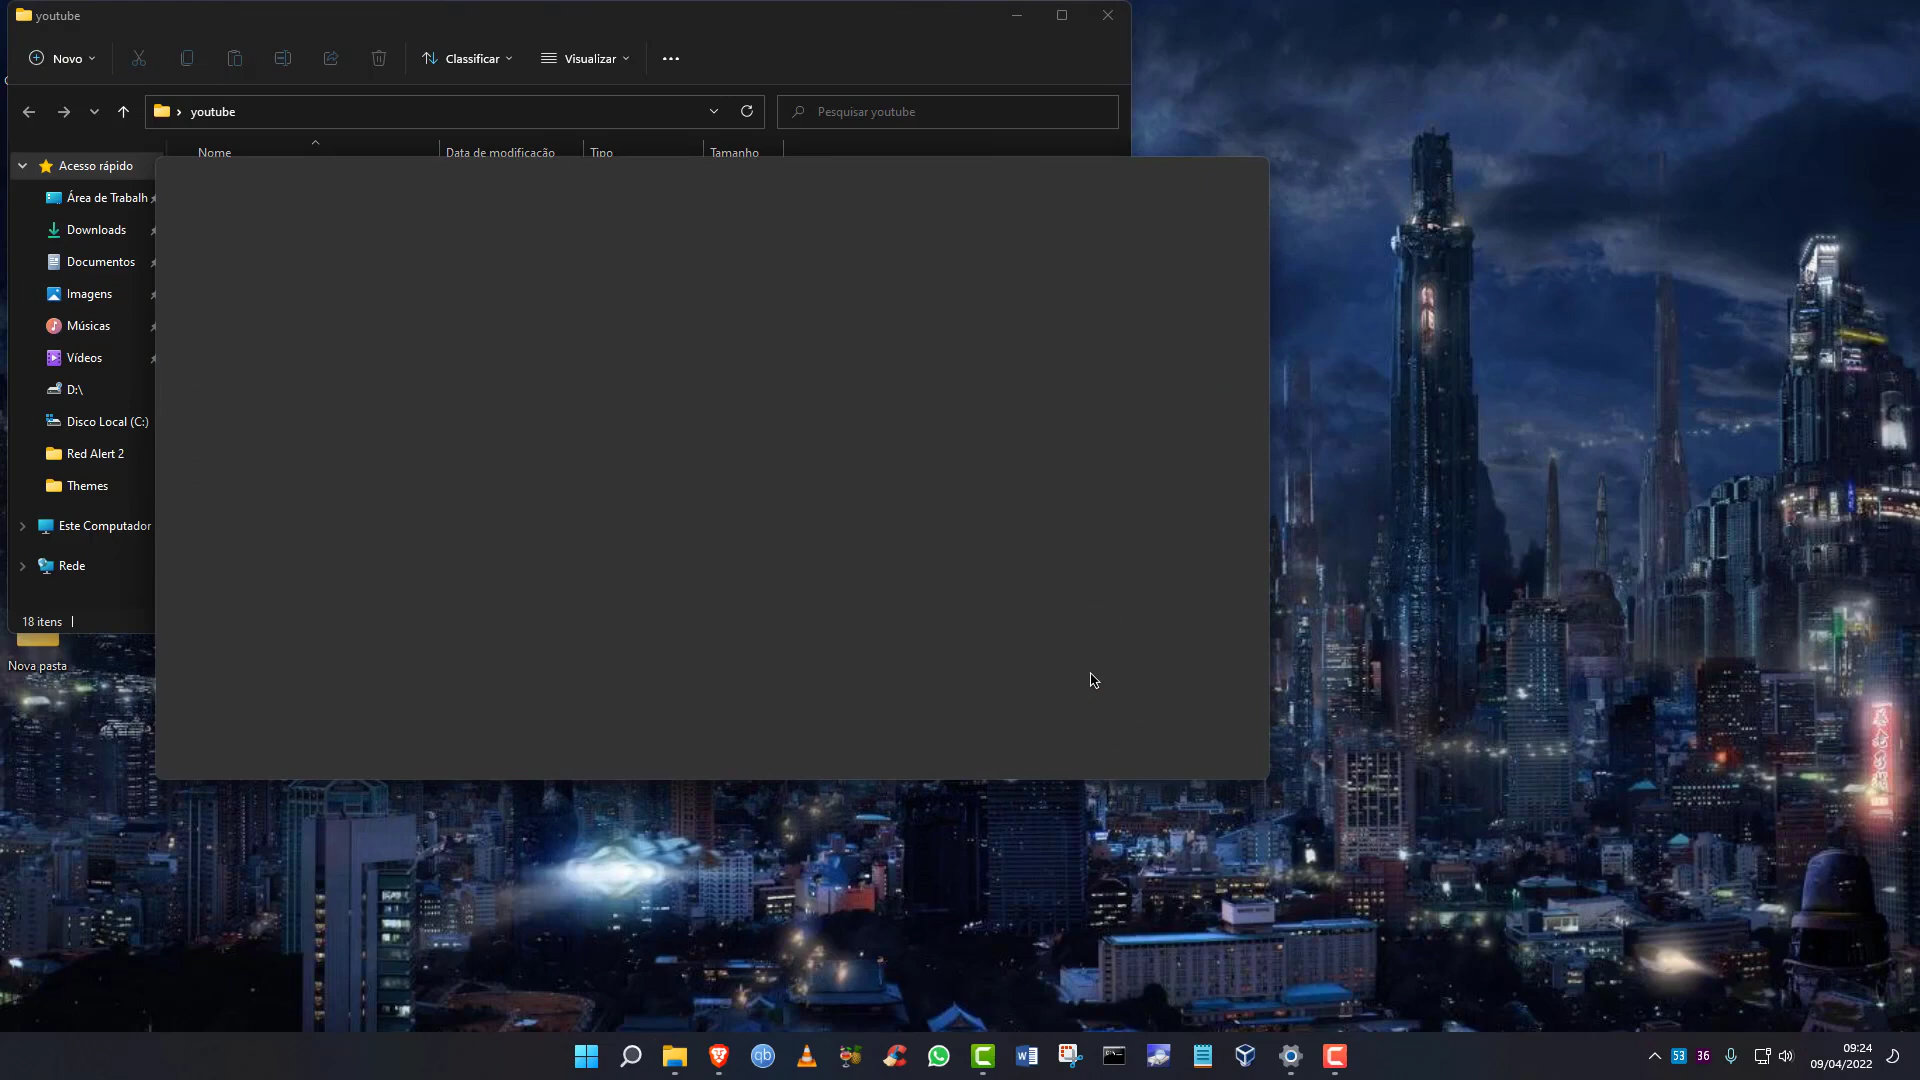 youtube
Novo
Classificar
Visualizar
youtube
Pesquisar youtube
Nome
Data de modificação
Tipo
Tamanho
Acesso rápido
Área de Trabalh
Downloads
Documentos
Imagens
Músicas
Vídeos
D:\
Disco Local (C:)
Red Alert 2
Themes
Este Computador
Rede
18 itens
Nova pasta
qb
W
53
36
09:24
09/04/2022